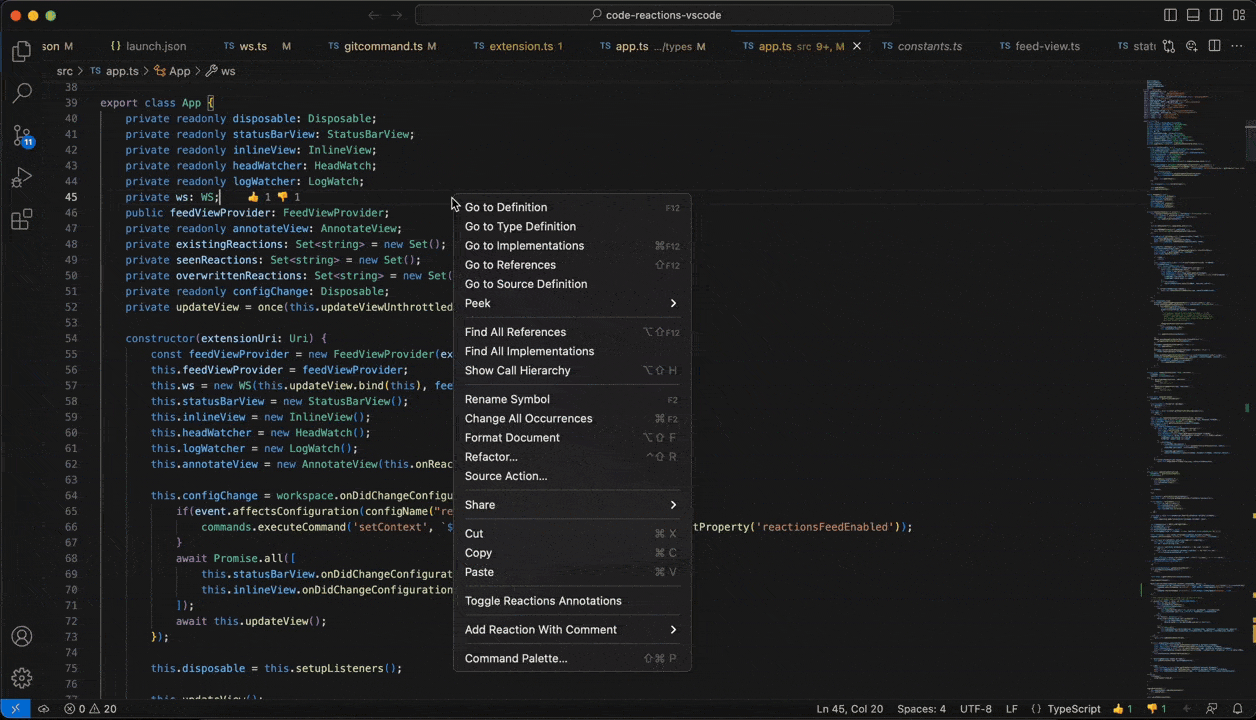 code-reactions-vscode
son M
{} launch.json
TS ws.ts M
TS gitcommand.ts M
TS extension.ts 1
TS app.ts .../types M
TS app.ts src 9+, M
TS constants.ts
TS feed-view.ts
TS stat
src > TS app.ts > App > ws
38
39 export class App {
40 private readonly disposable: Disposable;
41 private readonly statusBarView: StatusBarView;
42 private readonly inlineView: InlineView;
43 private readonly headWatcher: HeadWatch;
44 private readonly logWatcher: LogWatch;
45 private ws: WS; 👍 1 👎 1
46 public feedViewProvider: FeedViewProvider;
47 private readonly annotateView: AnnotateView;
48 private existingReactions: Set<string> = new Set();
49 private seenReactions: Set<string> = new Set();
50 private overwrittenReactions: Set<string> = new Set(
51 private readonly configChange: Disposable;
52 private updateView = once(this.updateViewUnthrottled
53
54 constructor(extensionUri: Uri) {
55 const feedViewProvider = new FeedViewProvider(ex
56 this.feedViewProvider = feedViewProvider;
57 this.ws = new WS(this.updateView.bind(this), fee
58 this.statusBarView = new StatusBarView();
59 this.inlineView = new InlineView();
60 this.headWatcher = new HeadWatch();
61 this.logWatcher = new LogWatch();
62 this.annotateView = new AnnotateView(this.onReac
63
64 this.configChange = workspace.onDidChangeConfigu
65 if(event.affectsConfiguration(configName("re
66 commands.executeCommand('setContext', `$ tProperty('reactionsFeedEnabled'));
67 }
68 await Promise.all([
69 this.statusBarView.onDidChangeConfigurat
70 this.inlineView.onDidChangeConfiguration
71 ]);
72 await this.updateView();
73 });
74
75 this.disposable = this.setupListeners();
76
77 this.updateView();
Go to Definition F12
Go to Type Definition
Go to Implementations ⌘F12
Go to References ⇧F12
Go to Source Definition
Peek
Find All References ⌥⇧F12
Find All Implementations
Show Call Hierarchy ⌥⇧ H
Rename Symbol F2
Change All Occurrences ⌘F2
Format Document ⌥⇧ F
Refactor... ^⇧ R
Source Action...
Share
Cut ⌘ X
Copy ⌘ C
Paste ⌘ V
Toggle Reactions Annotations
Add Reaction With Comment
Command Palette... ⇧⌘ P
11
0 20
Ln 45, Col 20
Spaces: 4
UTF-8
LF
{} TypeScript
👍 1
👎 1